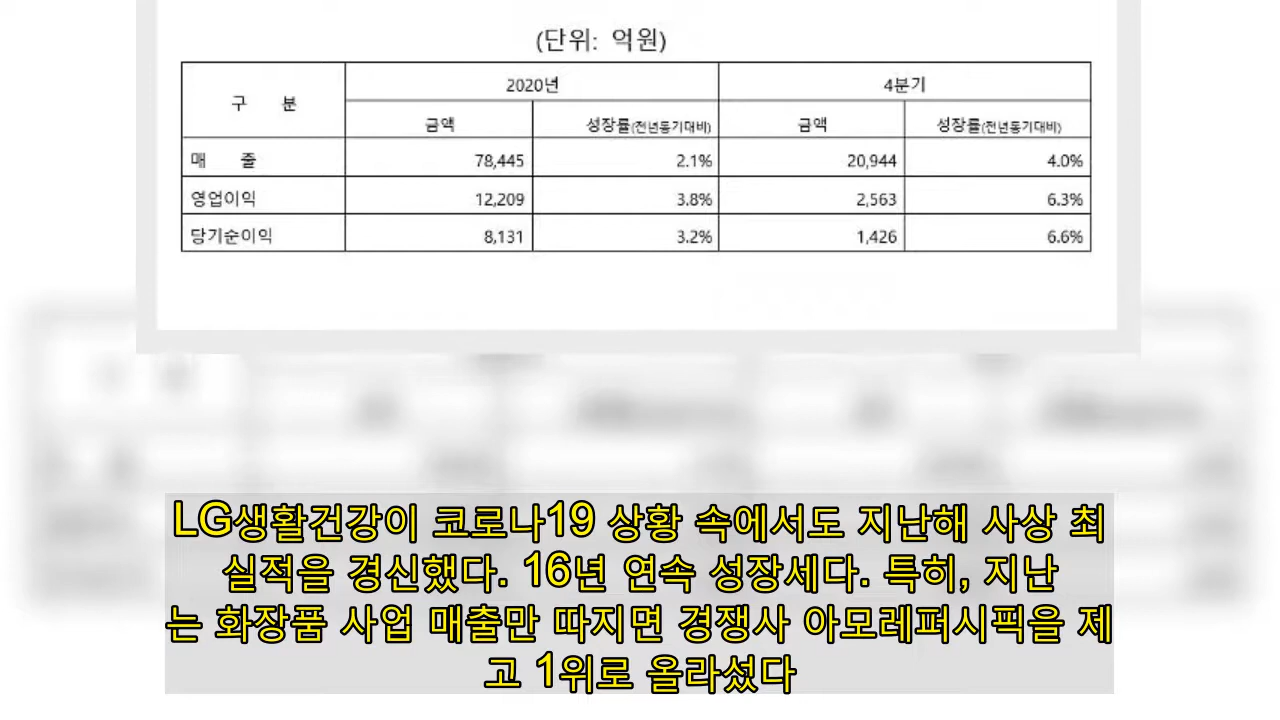 (단위: 억원)
구 분 2020년 4분기
금액 성장률(전년동기대비) 금액 성장률(전년동기대비)
매 출 78,445 2.1% 20,944 4.0%
영업이익 12,209 3.8% 2,563 6.3%
당기순이익 8,131 3.2% 1,426 6.6%
LG생활건강이 코로나19 상황 속에서도 지난해 사상 최
실적을 경신했다. 16년 연속 성장세다. 특히, 지난
는 화장품 사업 매출만 따지면 경쟁사 아모레퍼시픽을 제
고 1위로 올라섰다